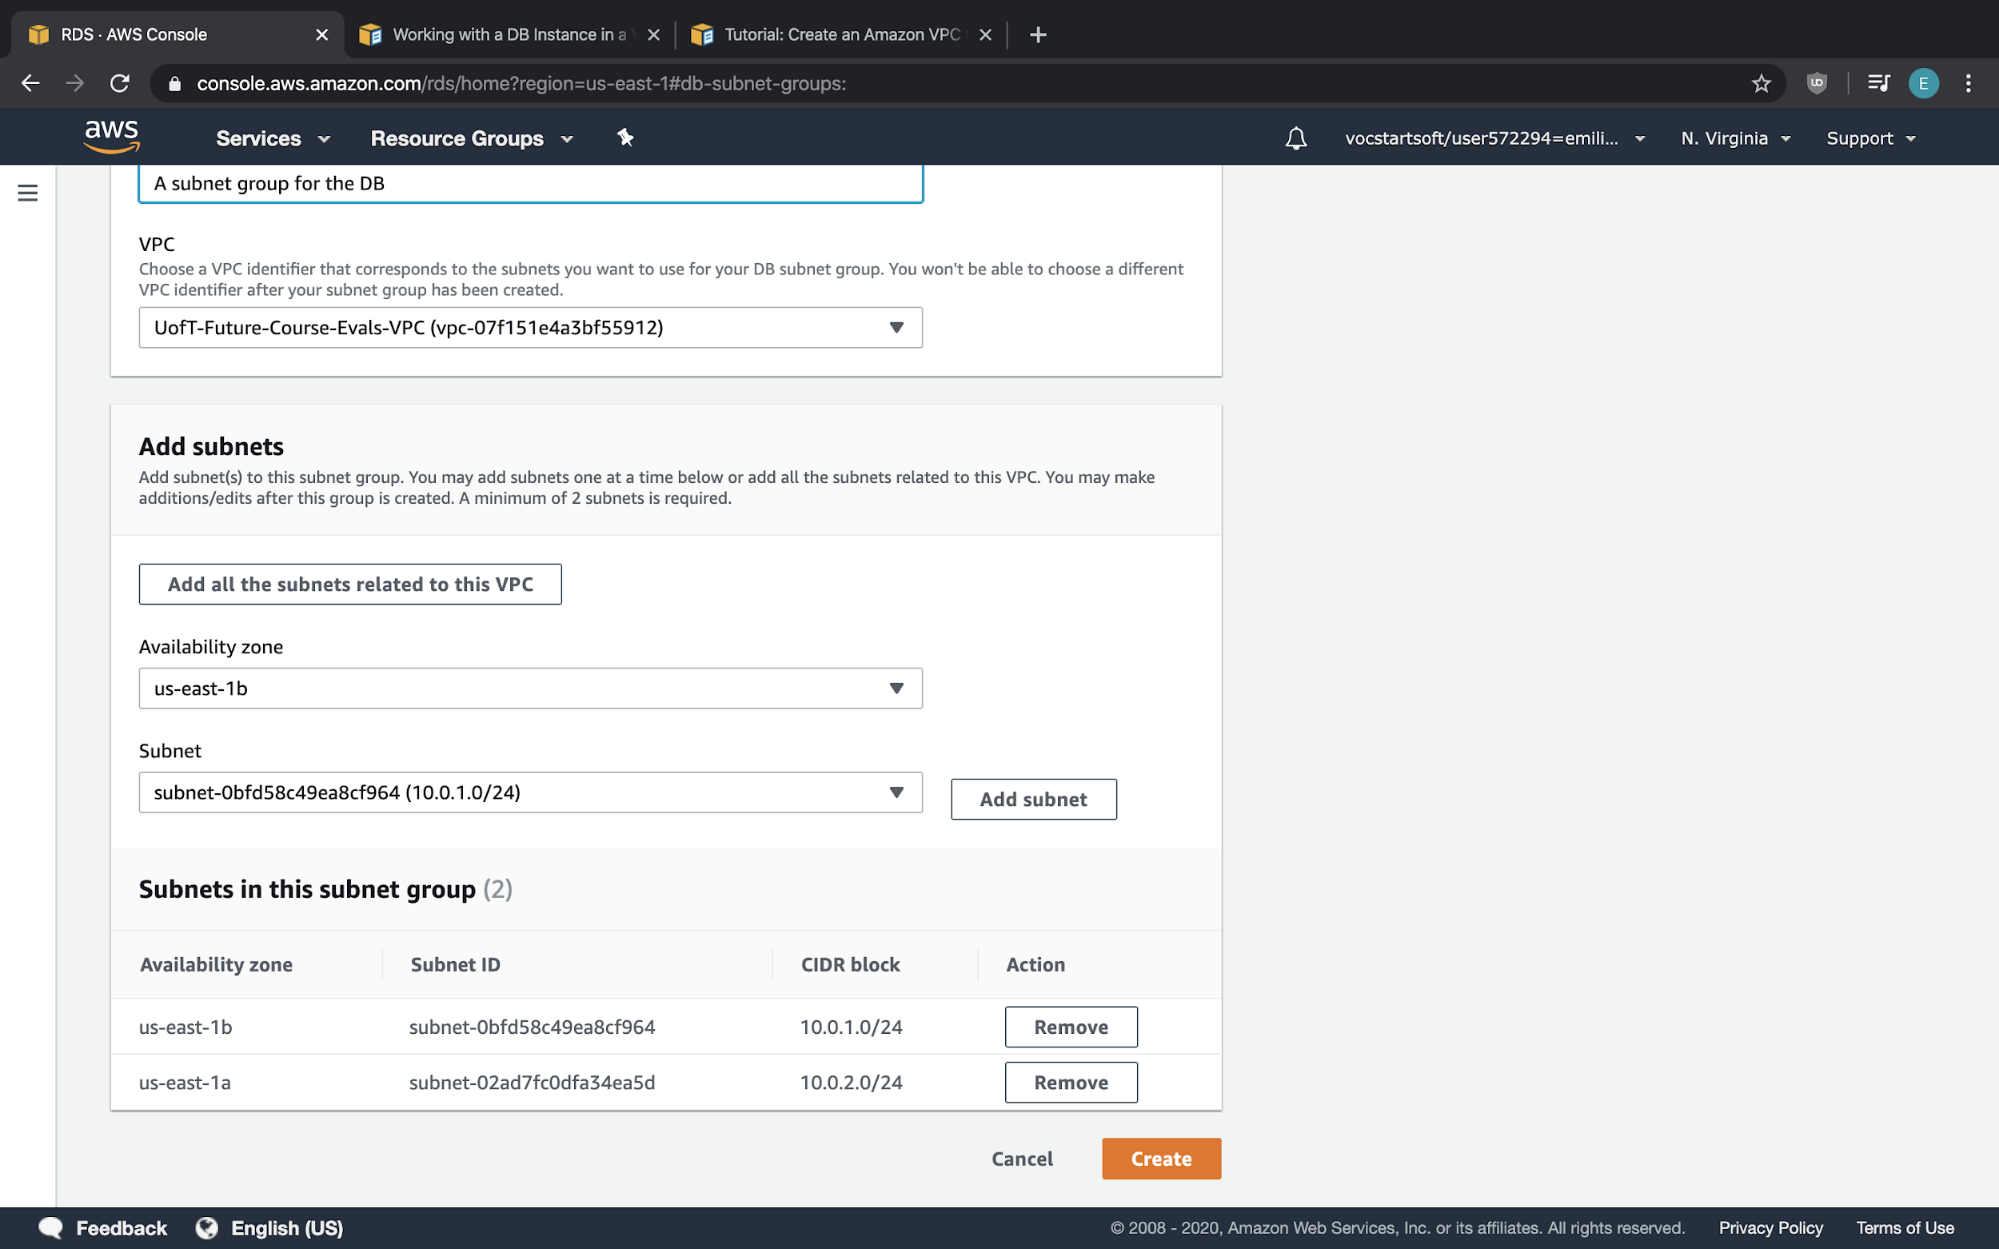 RDS · AWS Console
Working with a DB Instance in a
Tutorial: Create an Amazon VPC
console.aws.amazon.com/rds/home?region=us-east-1#db-subnet-groups:
E
aws
Services
Resource Groups
vocstartsoft/user572294=emili...
N. Virginia
Support
A subnet group for the DB
VPC
Choose a VPC identifier that corresponds to the subnets you want to use for your DB subnet group. You won't be able to choose a different
VPC identifier after your subnet group has been created.
UofT-Future-Course-Evals-VPC (vpc-07f151e4a3bf55912)
Add subnets
Add subnet(s) to this subnet group. You may add subnets one at a time below or add all the subnets related to this VPC. You may make
additions/edits after this group is created. A minimum of 2 subnets is required.
Add all the subnets related to this VPC
Availability zone
us-east-1b
Subnet
subnet-0bfd58c49ea8cf964 (10.0.1.0/24)
Add subnet
Subnets in this subnet group (2)
Availability zone Subnet ID CIDR block Action
us-east-1b subnet-0bfd58c49ea8cf964 10.0.1.0/24 Remove
us-east-1a subnet-02ad7fc0dfa34ea5d 10.0.2.0/24 Remove
Cancel
Create
Feedback
English (US)
© 2008 - 2020, Amazon Web Services, Inc. or its affiliates. All rights reserved.
Privacy Policy
Terms of Use